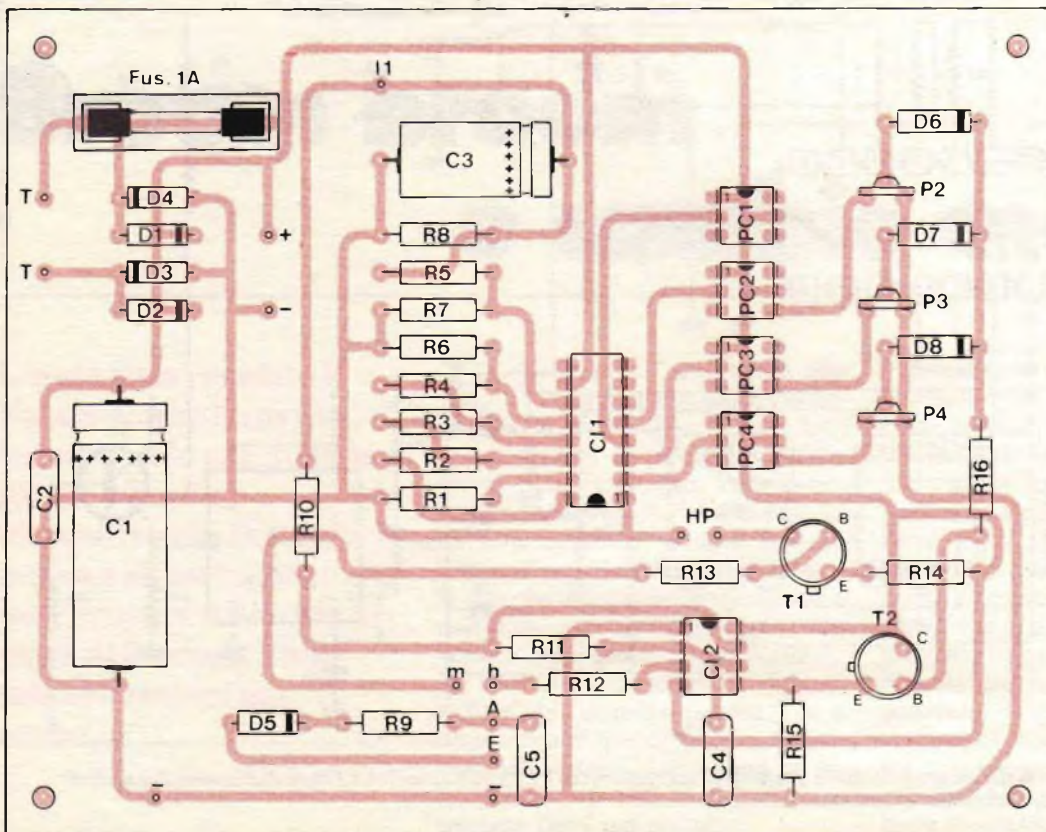 Fus. 1A
I1
D6
C3
P2
T
D4
PC1
D1
+
R8
D7
T
D3
R5
PC2
D2
-
R7
P3
R6
PC3
D8
R4
CI1
P4
R3
PC4
C2
R2
R16
C1
R1
1
R10
HP
C
B
R13
E
R14
T1
T2
1
R11
C
CI2
m
h
R12
E
B
A
D5
R9
E
C5
C4
R15
-
-